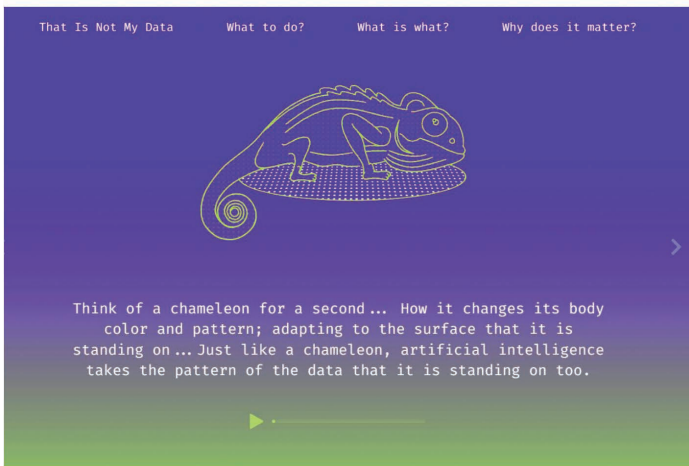 That Is Not My Data What to do? What is what? Why does it matter?
Think of a chameleon for a second... How it changes its body
color and pattern; adapting to the surface that it is
standing on...Just like a chameleon, artificial intelligence
takes the pattern of the data that it is standing on too.